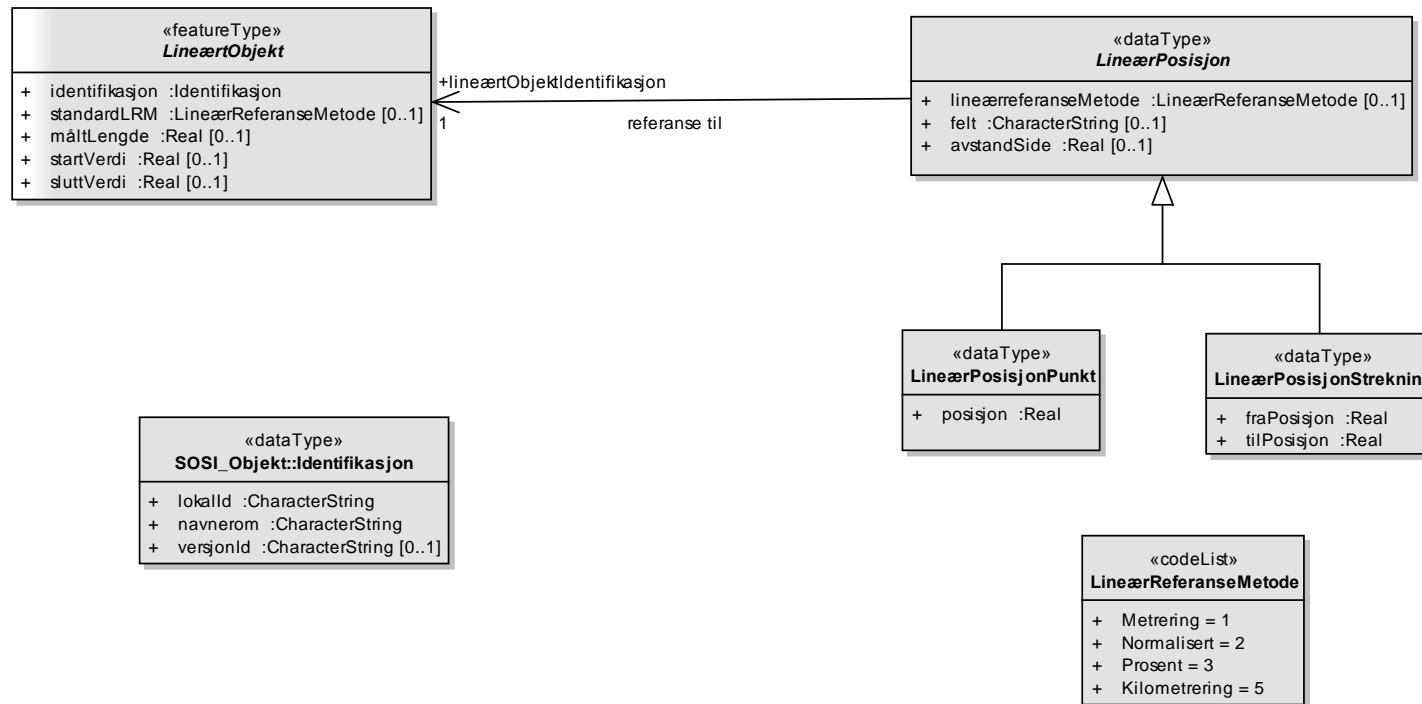 «featureType»
LineærtObjekt
+ identifikasjon :Identifikasjon
+ standardLRM :LineærReferanseMetode [0..1]
+ måltLengde :Real [0..1]
+ startVerdi :Real [0..1]
+ sluttVerdi :Real [0..1]
+lineærtObjektIdentifikasjon
1
referanse til
«dataType»
LineærPosisjon
+ lineærreferanseMetode :LineærReferanseMetode [0..1]
+ felt :CharacterString [0..1]
+ avstandSide :Real [0..1]
«dataType»
LineærPosisjonPunkt
+ posisjon :Real
«dataType»
LineærPosisjonStreknin
+ fraPosisjon :Real
+ tilPosisjon :Real
«dataType»
SOSI_Objekt::Identifikasjon
+ lokalId :CharacterString
+ navnerom :CharacterString
+ versjonId :CharacterString [0..1]
«codeList»
LineærReferanseMetode
+ Metrering = 1
+ Normalisert = 2
+ Prosent = 3
+ Kilometrering = 5